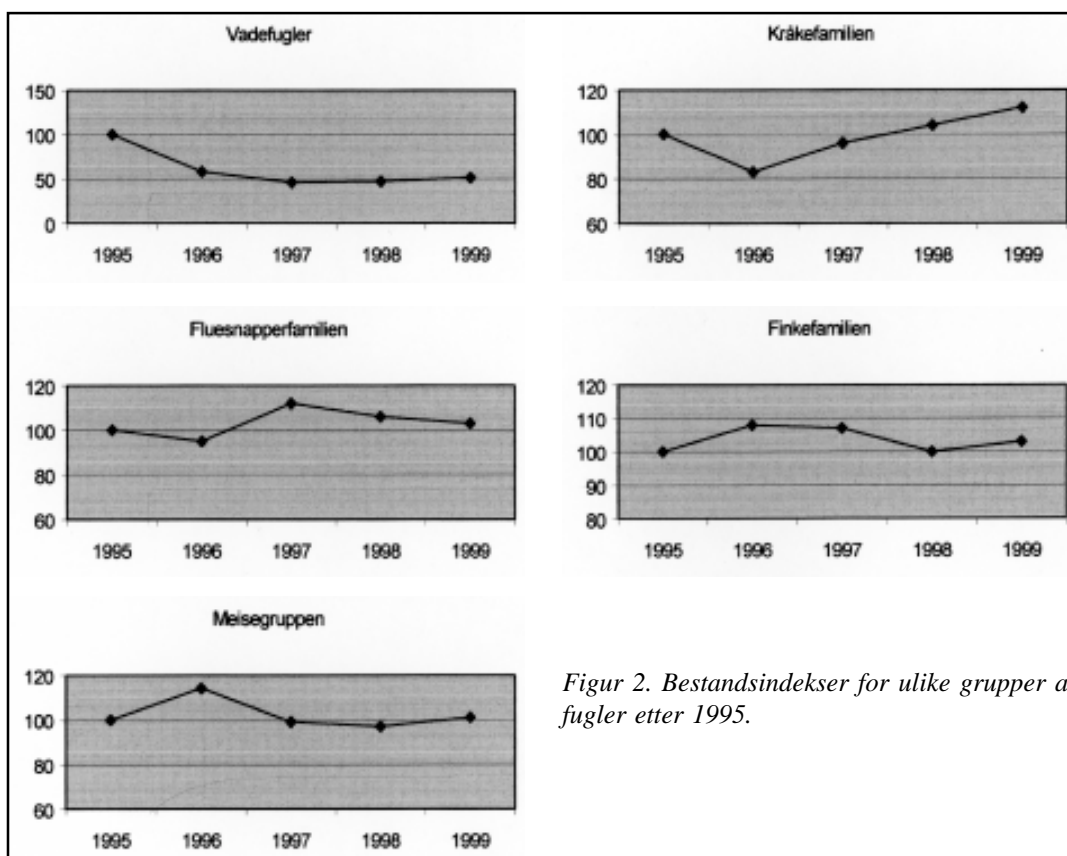 Vadefugler
150
100
50
0
1995 1996 1997 1998 1999
Kråkefamilien
120
100
80
60
1995 1996 1997 1998 1999
Fluesnapperfamilien
120
100
80
60
1995 1996 1997 1998 1999
Finkefamilien
120
110
100
90
80
1995 1996 1997 1998 1999
Meisegruppen
120
100
80
60
1995 1996 1997 1998 1999
Figur 2. Bestandsindekser for ulike grupper a
fugler etter 1995.